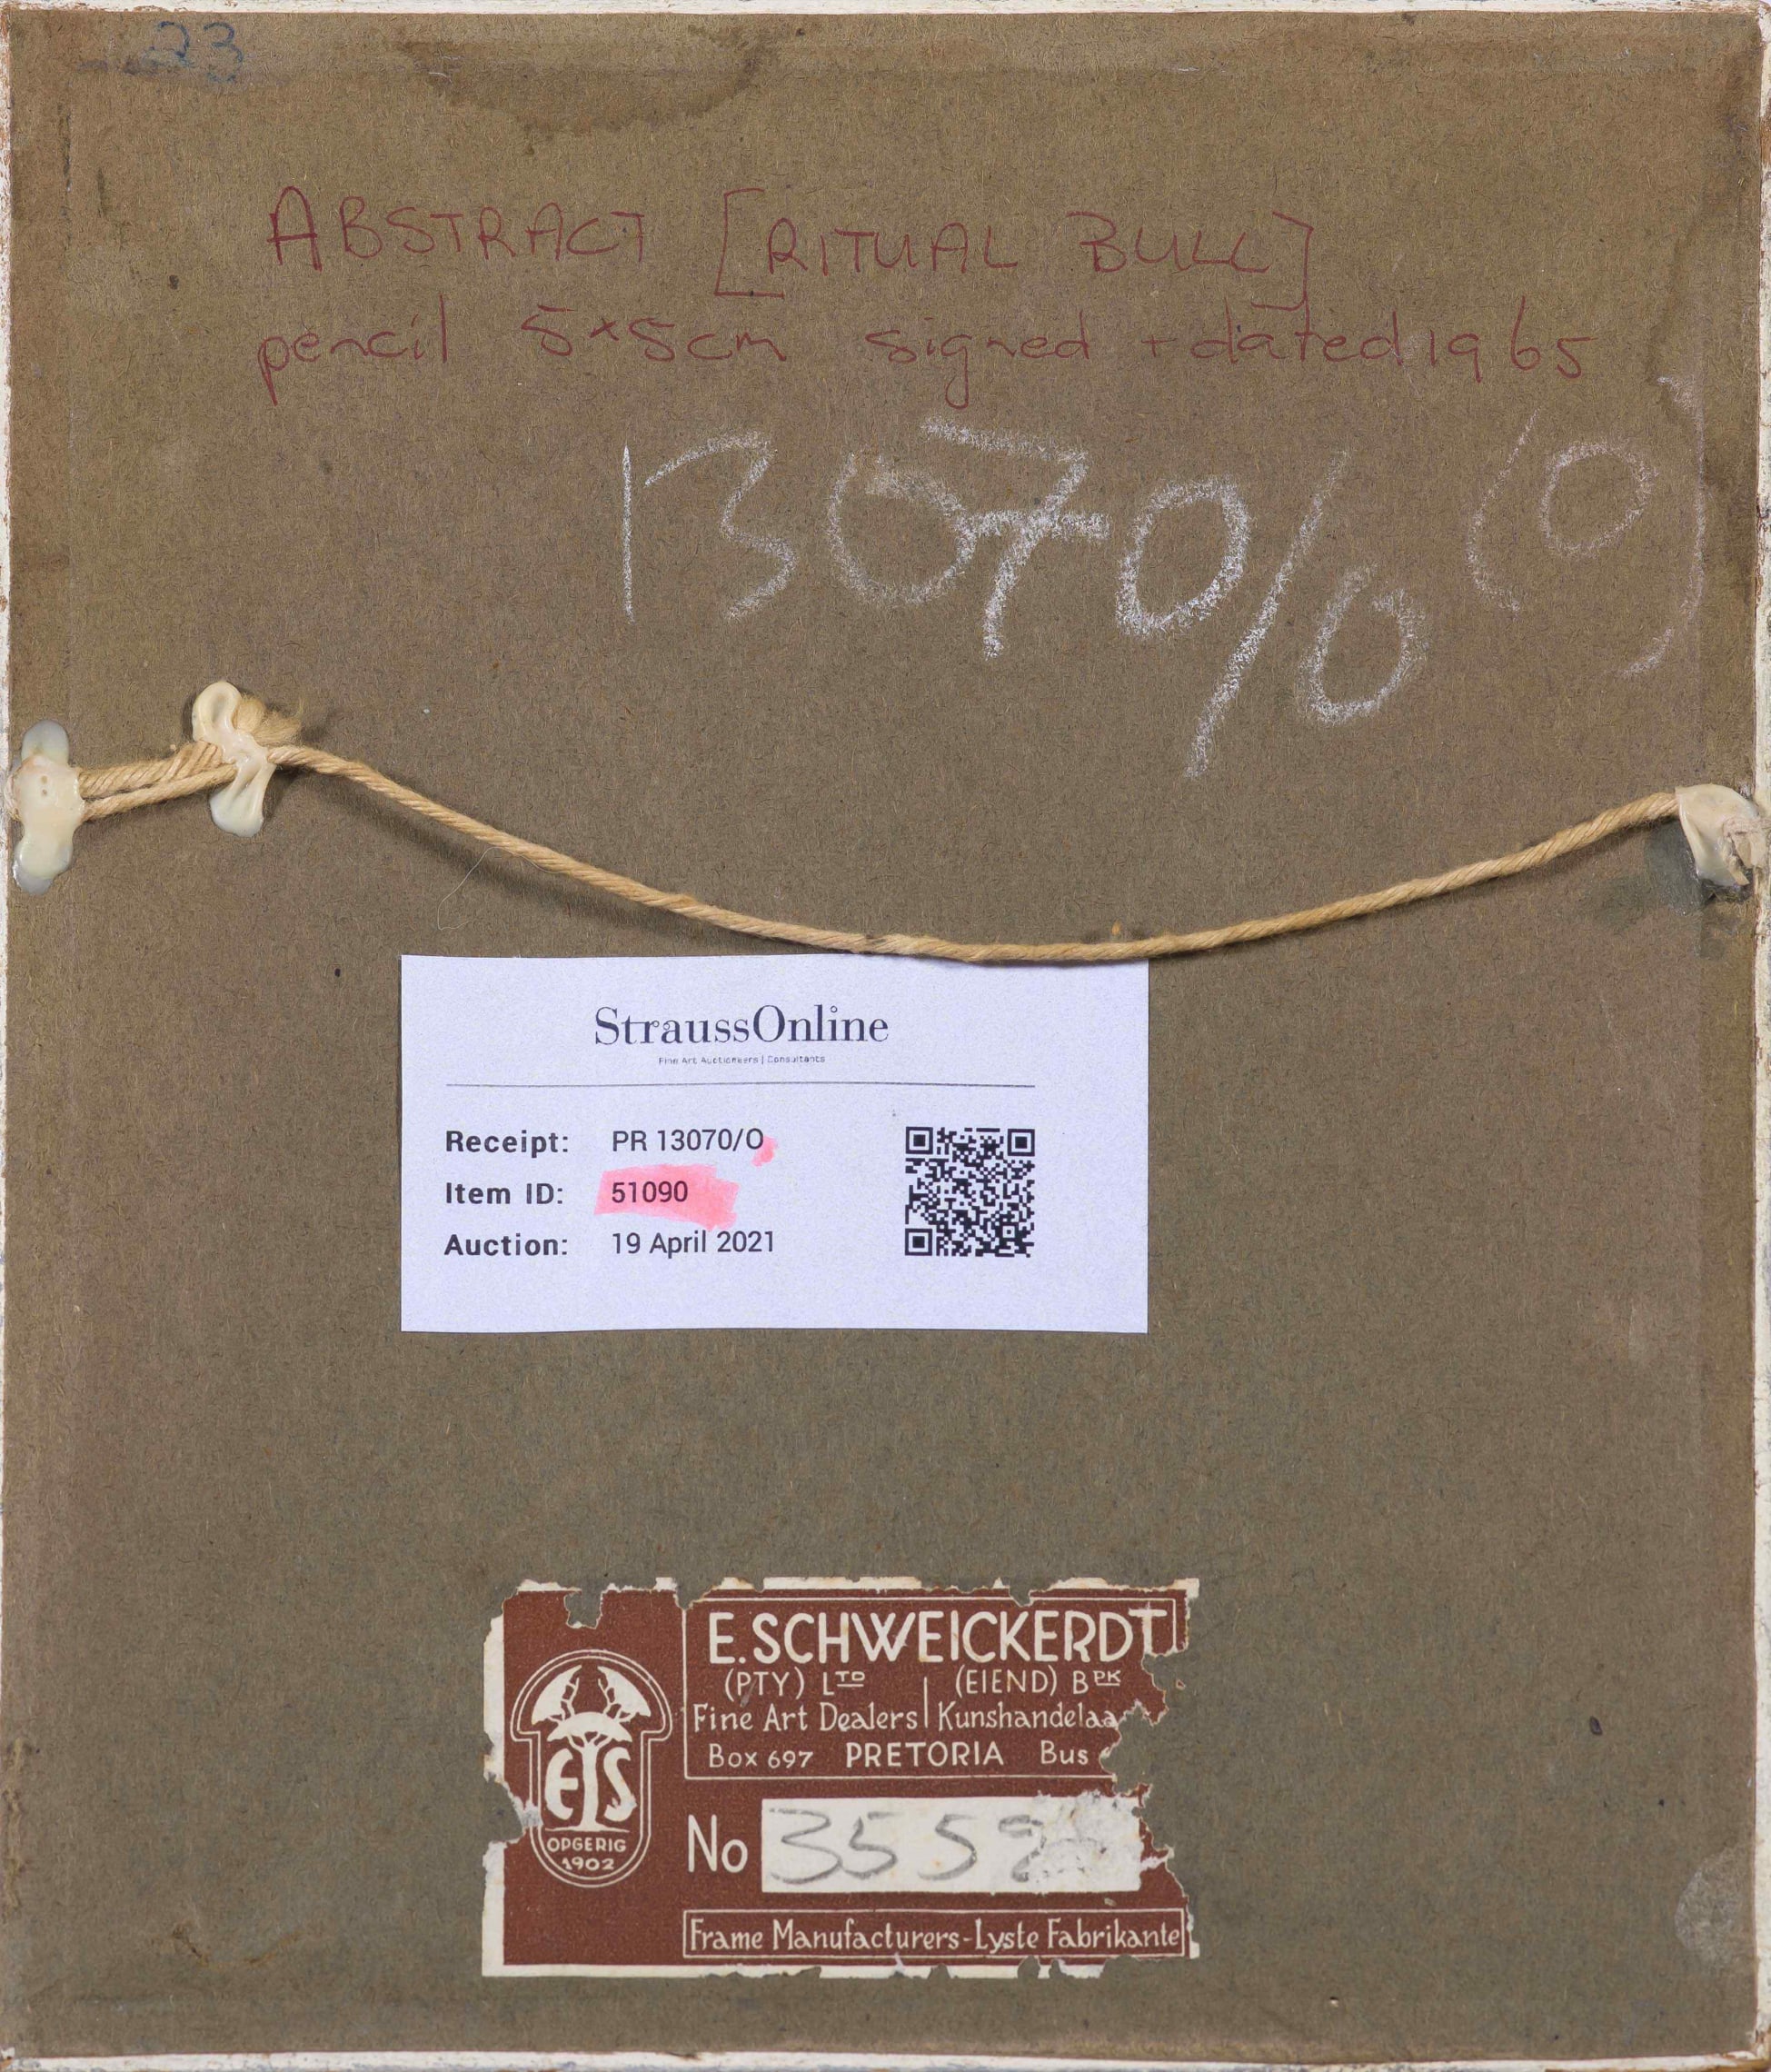 23
ABSTRACT [RITUAL BULL]
pencil 5x5cm signed + dated 1965
13070/0 (O)
StraussOnline
Fine Art Auctioneers | Consultants
Receipt: PR 13070/O
Item ID: 51090
Auction: 19 April 2021
E.SCHWEICKERDT
(PTY) LTD | (EIEND) BPK
Fine Art Dealers | Kunshandelaa
Box 697 PRETORIA Bus
ES
OPGERIG
1902
No 355
Frame Manufacturers-Lyste Fabrikante